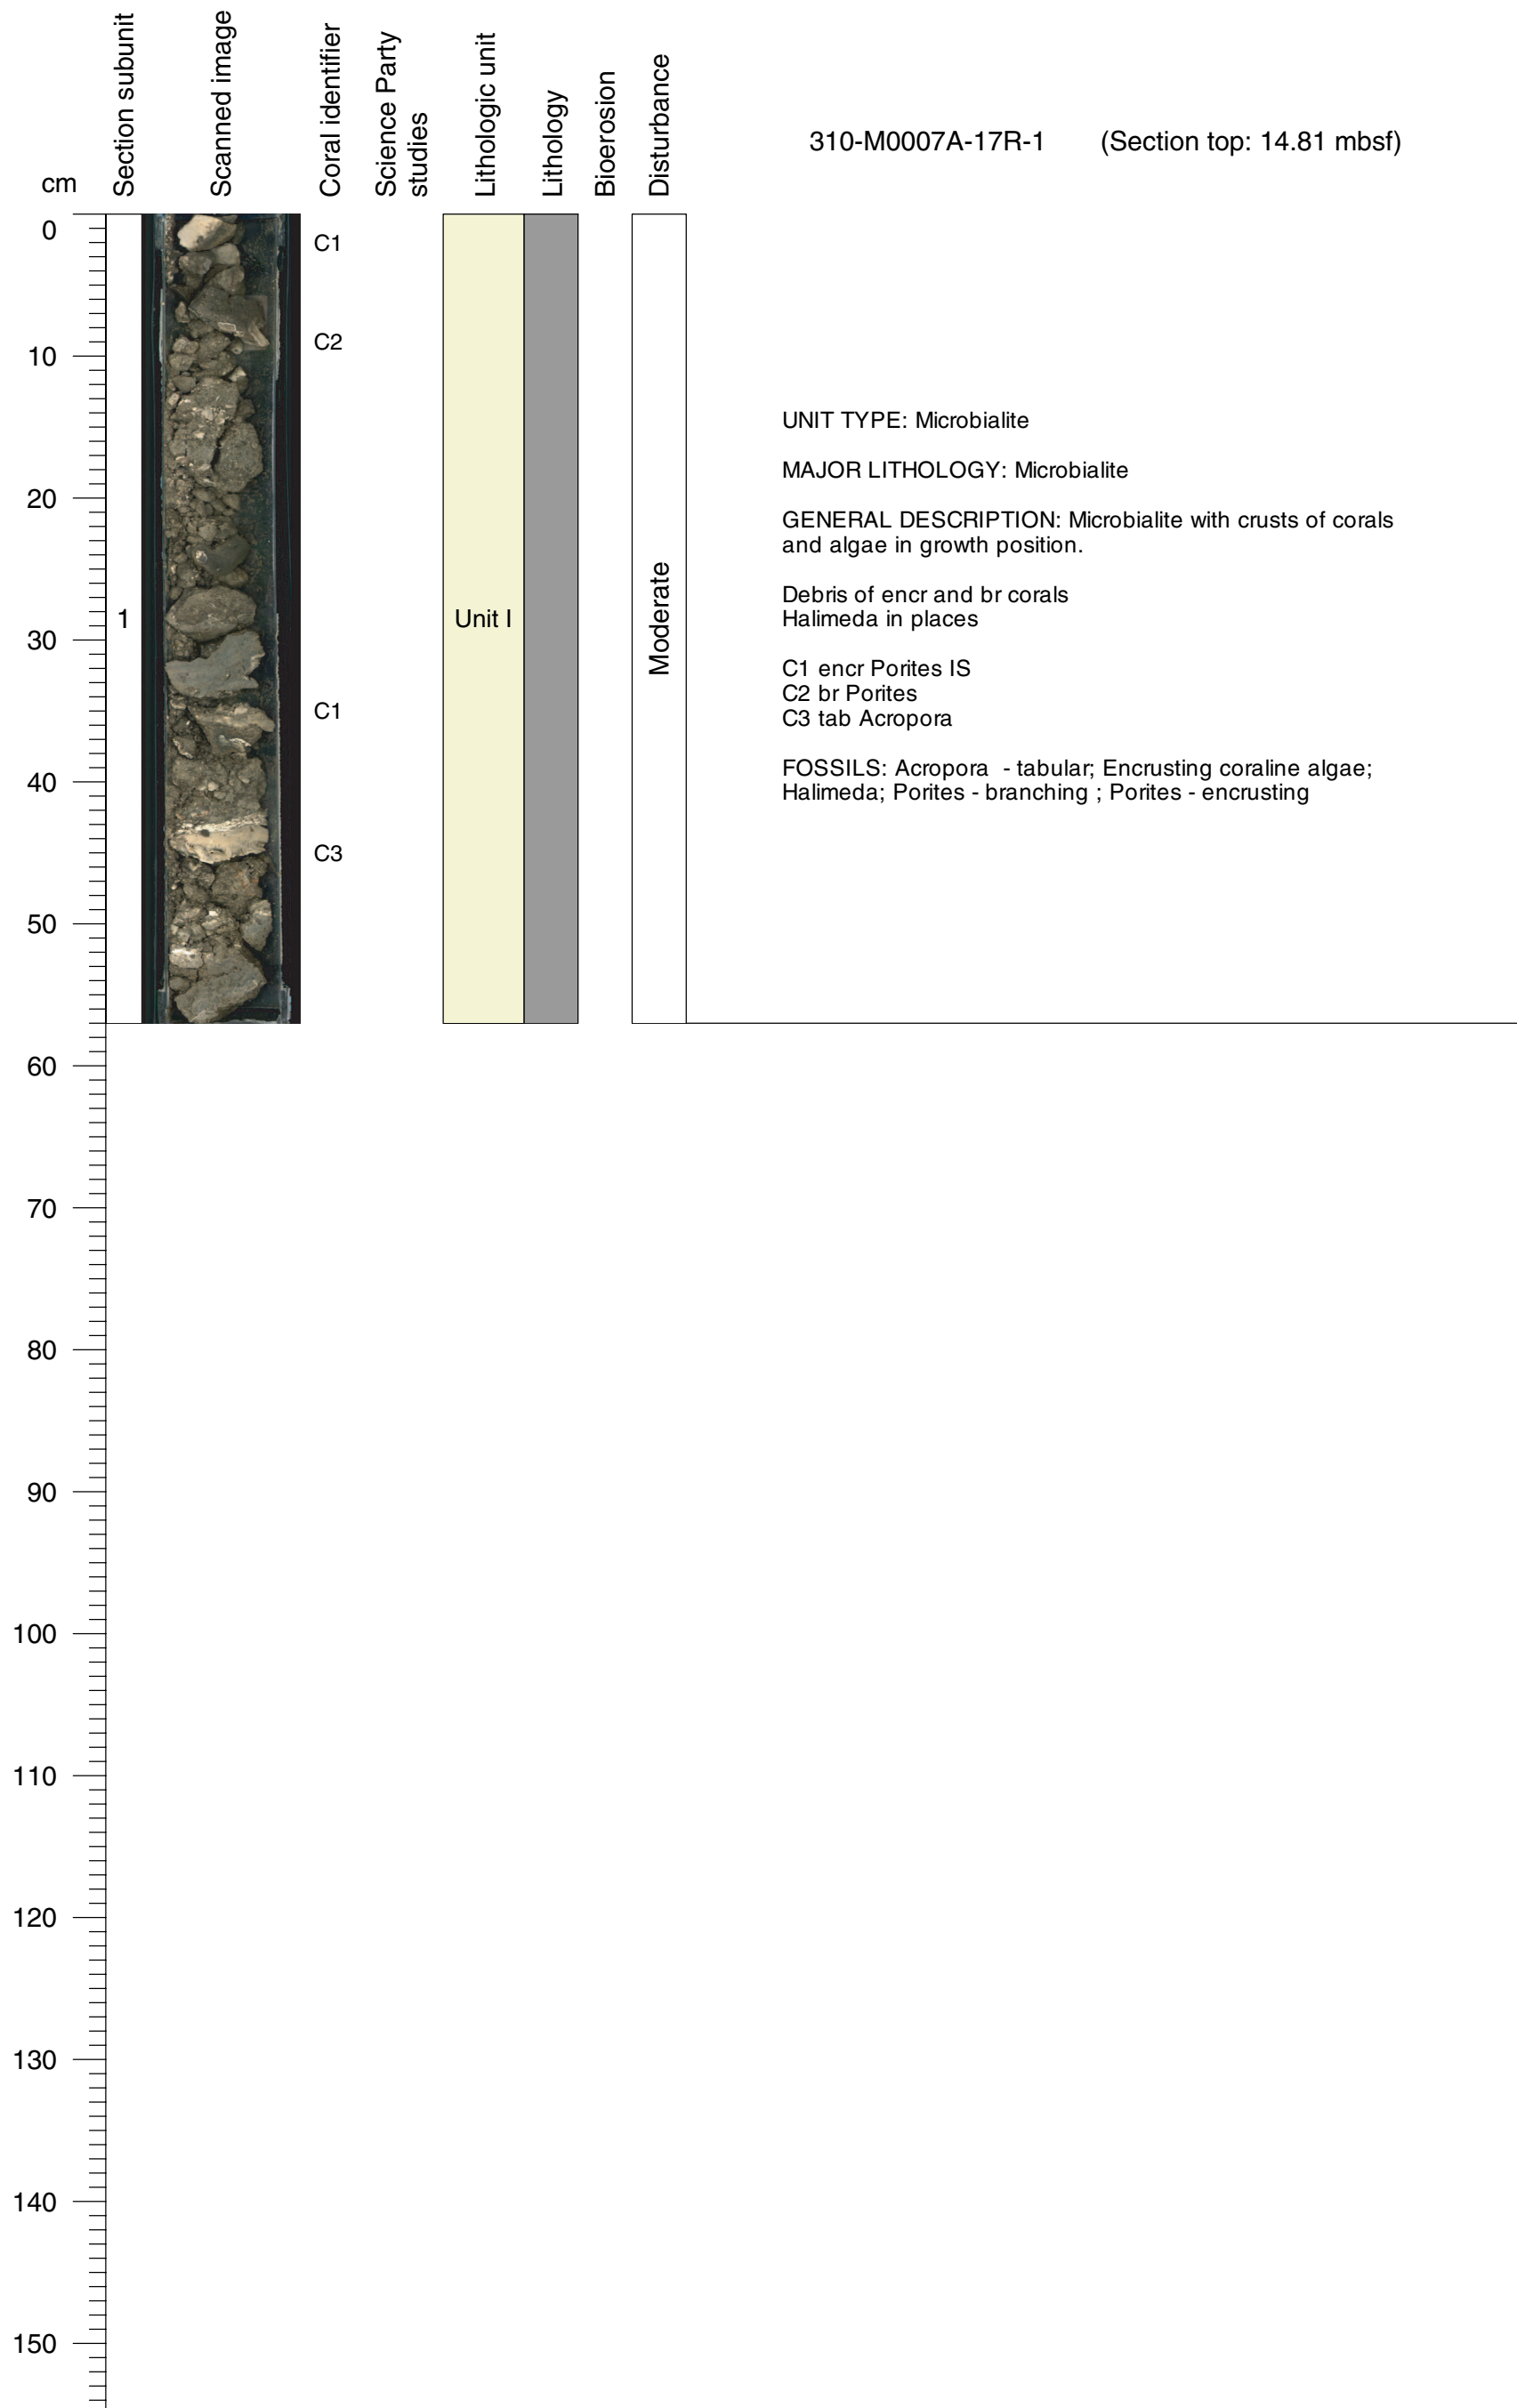 310-M0007A-17R-1 (Section top: 14.81 mbsf)
cm
Section subunit
Scanned image
Coral identifier
Science Party
studies
Lithologic unit
Lithology
Bioerosion
Disturbance
0
10
20
30
40
50
60
70
80
90
100
110
120
130
140
150
1
C1
C2
C1
C3
Unit I
Moderate
UNIT TYPE: Microbialite
MAJOR LITHOLOGY: Microbialite
GENERAL DESCRIPTION: Microbialite with crusts of corals
and algae in growth position.
Debris of encr and br corals
Halimeda in places
C1 encr Porites IS
C2 br Porites
C3 tab Acropora
FOSSILS: Acropora - tabular; Encrusting coraline algae;
Halimeda; Porites - branching ; Porites - encrusting